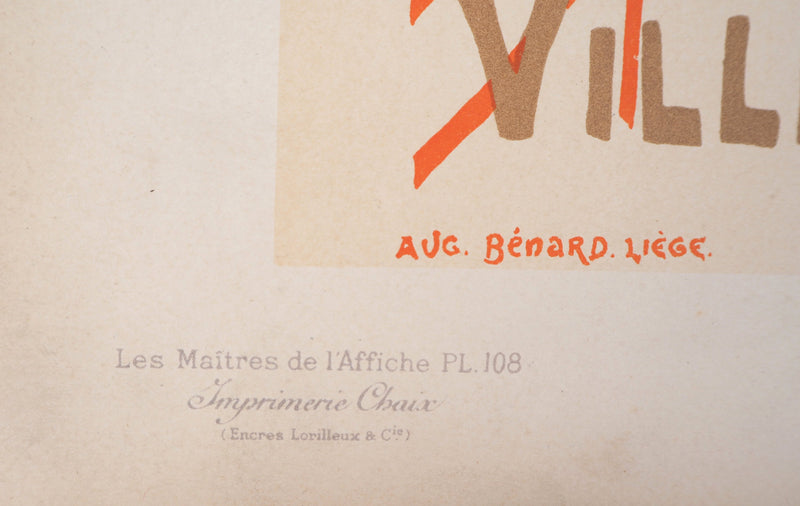 VILL
AUG. BéNARD. LIÈGE.
Les Maîtres de l'Affiche PL.108
Imprimerie Chaix
(Encres Lorilleux & Cie)